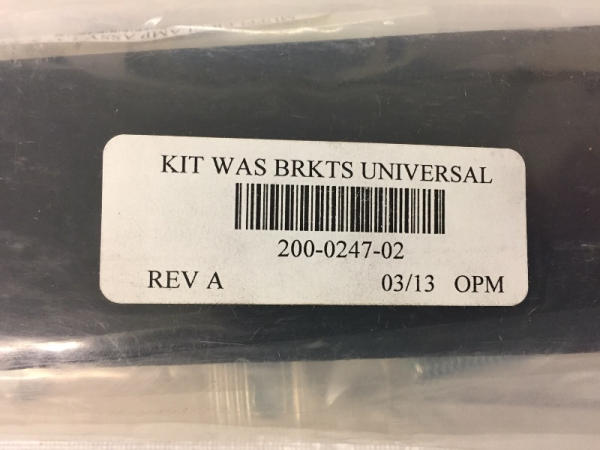 KIT WAS BRKTS UNIVERSAL
200-0247-02
REV A 03/13 OPM